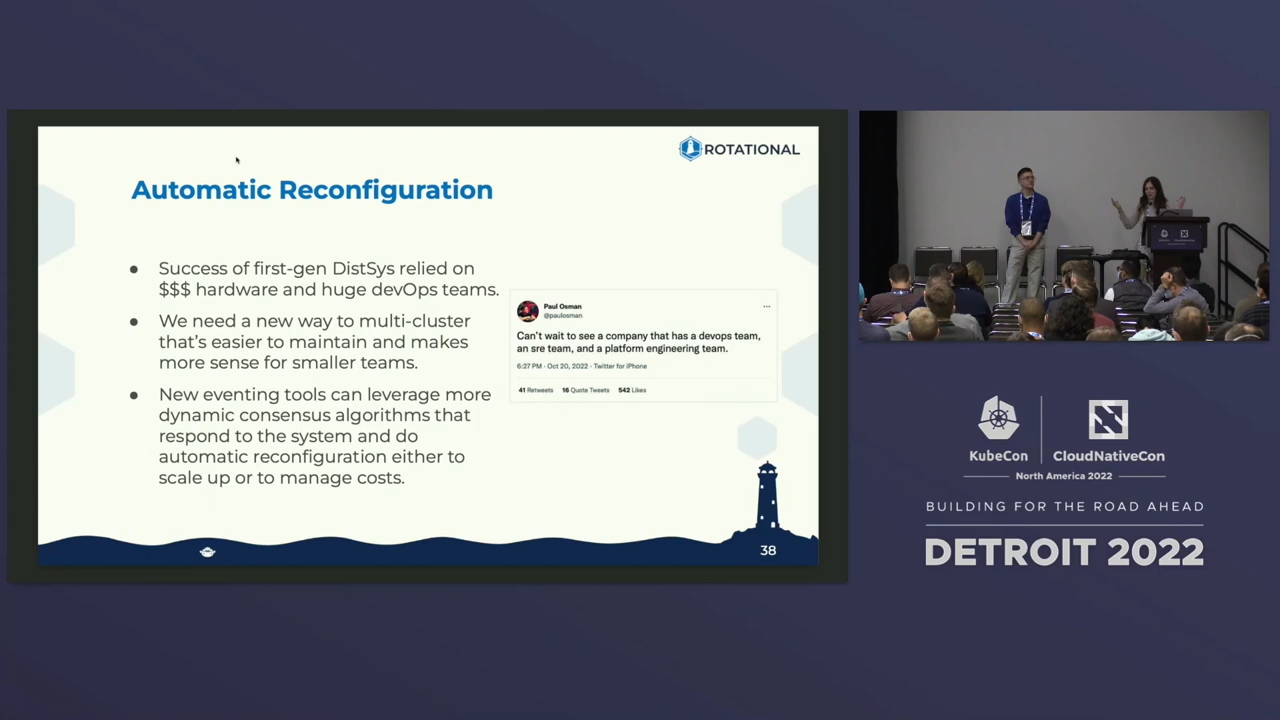 ROTATIONAL
Automatic Reconfiguration
● Success of first-gen DistSys relied on
$$$ hardware and huge devOps teams.
● We need a new way to multi-cluster
that's easier to maintain and makes
more sense for smaller teams.
● New eventing tools can leverage more
dynamic consensus algorithms that
respond to the system and do
automatic reconfiguration either to
scale up or to manage costs.
Paul Osman
@paulosman
Can't wait to see a company that has a devops team,
an sre team, and a platform engineering team.
6:27 PM · Oct 20, 2022 · Twitter for iPhone
41 Retweets 16 Quote Tweets 542 Likes
38
KubeCon CloudNativeCon
North America 2022
BUILDING FOR THE ROAD AHEAD
DETROIT 2022